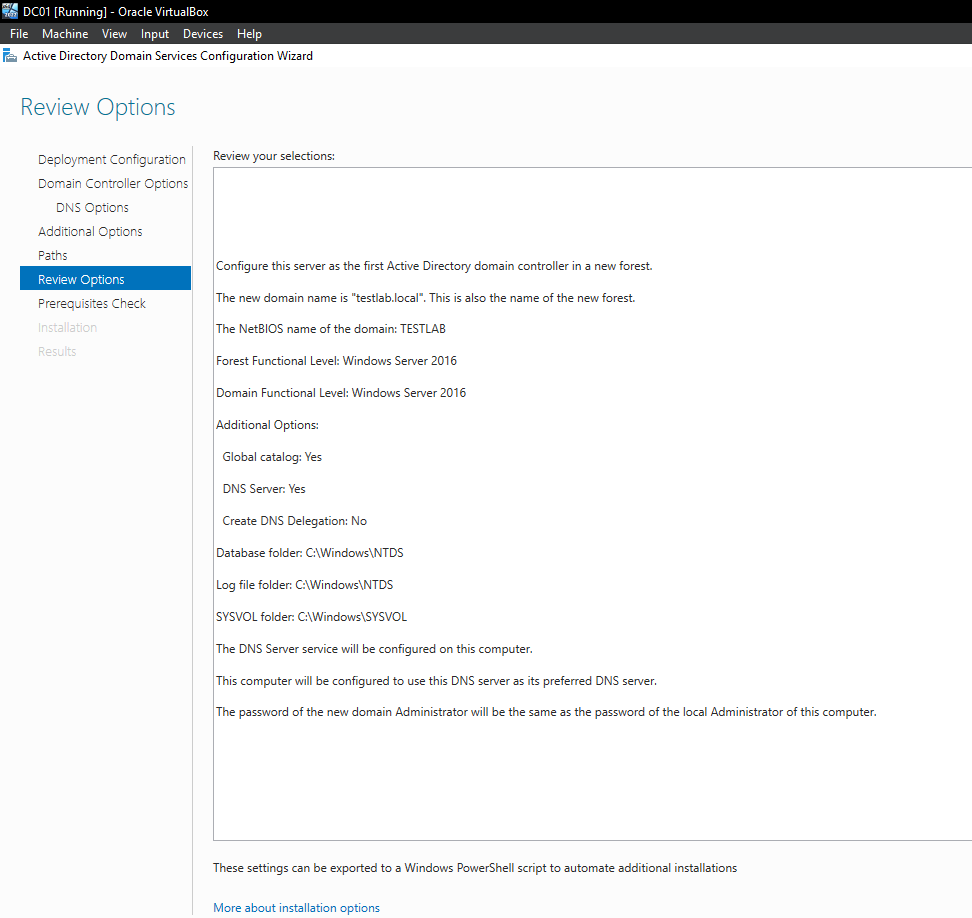 DC01 [Running] - Oracle VirtualBox
File Machine View Input Devices Help
Active Directory Domain Services Configuration Wizard
Review Options
Deployment Configuration
Domain Controller Options
DNS Options
Additional Options
Paths
Review Options
Prerequisites Check
Installation
Results
Review your selections:
Configure this server as the first Active Directory domain controller in a new forest.
The new domain name is "testlab.local". This is also the name of the new forest.
The NetBIOS name of the domain: TESTLAB
Forest Functional Level: Windows Server 2016
Domain Functional Level: Windows Server 2016
Additional Options:
Global catalog: Yes
DNS Server: Yes
Create DNS Delegation: No
Database folder: C:\Windows\NTDS
Log file folder: C:\Windows\NTDS
SYSVOL folder: C:\Windows\SYSVOL
The DNS Server service will be configured on this computer.
This computer will be configured to use this DNS server as its preferred DNS server.
The password of the new domain Administrator will be the same as the password of the local Administrator of this computer.
These settings can be exported to a Windows PowerShell script to automate additional installations
More about installation options